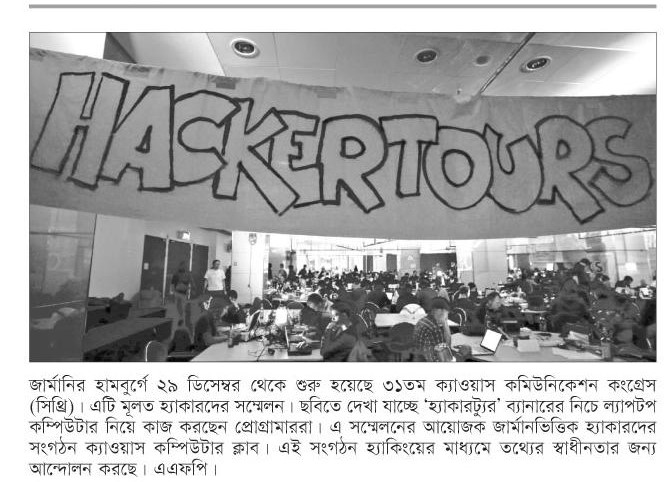 HACKERTOURS
জার্মানির হামবুর্গে ২৯ ডিসেম্বর থেকে শুরু হয়েছে ৩১তম ক্যাওয়াস কমিউনিকেশন কংগ্রেস
(সিথ্রি)। এটি মূলত হ্যাকারদের সম্মেলন। ছবিতে দেখা যাচ্ছে ‘হ্যাকারট্যুর’ ব্যানারের নিচে ল্যাপটপ
কম্পিউটার নিয়ে কাজ করছেন প্রোগ্রামাররা। এ সম্মেলনের আয়োজক জার্মানভিত্তিক হ্যাকারদের
সংগঠন ক্যাওয়াস কম্পিউটার ক্লাব। এই সংগঠন হ্যাকিংয়ের মাধ্যমে তথ্যের স্বাধীনতার জন্য
আন্দোলন করছে। এএফপি।